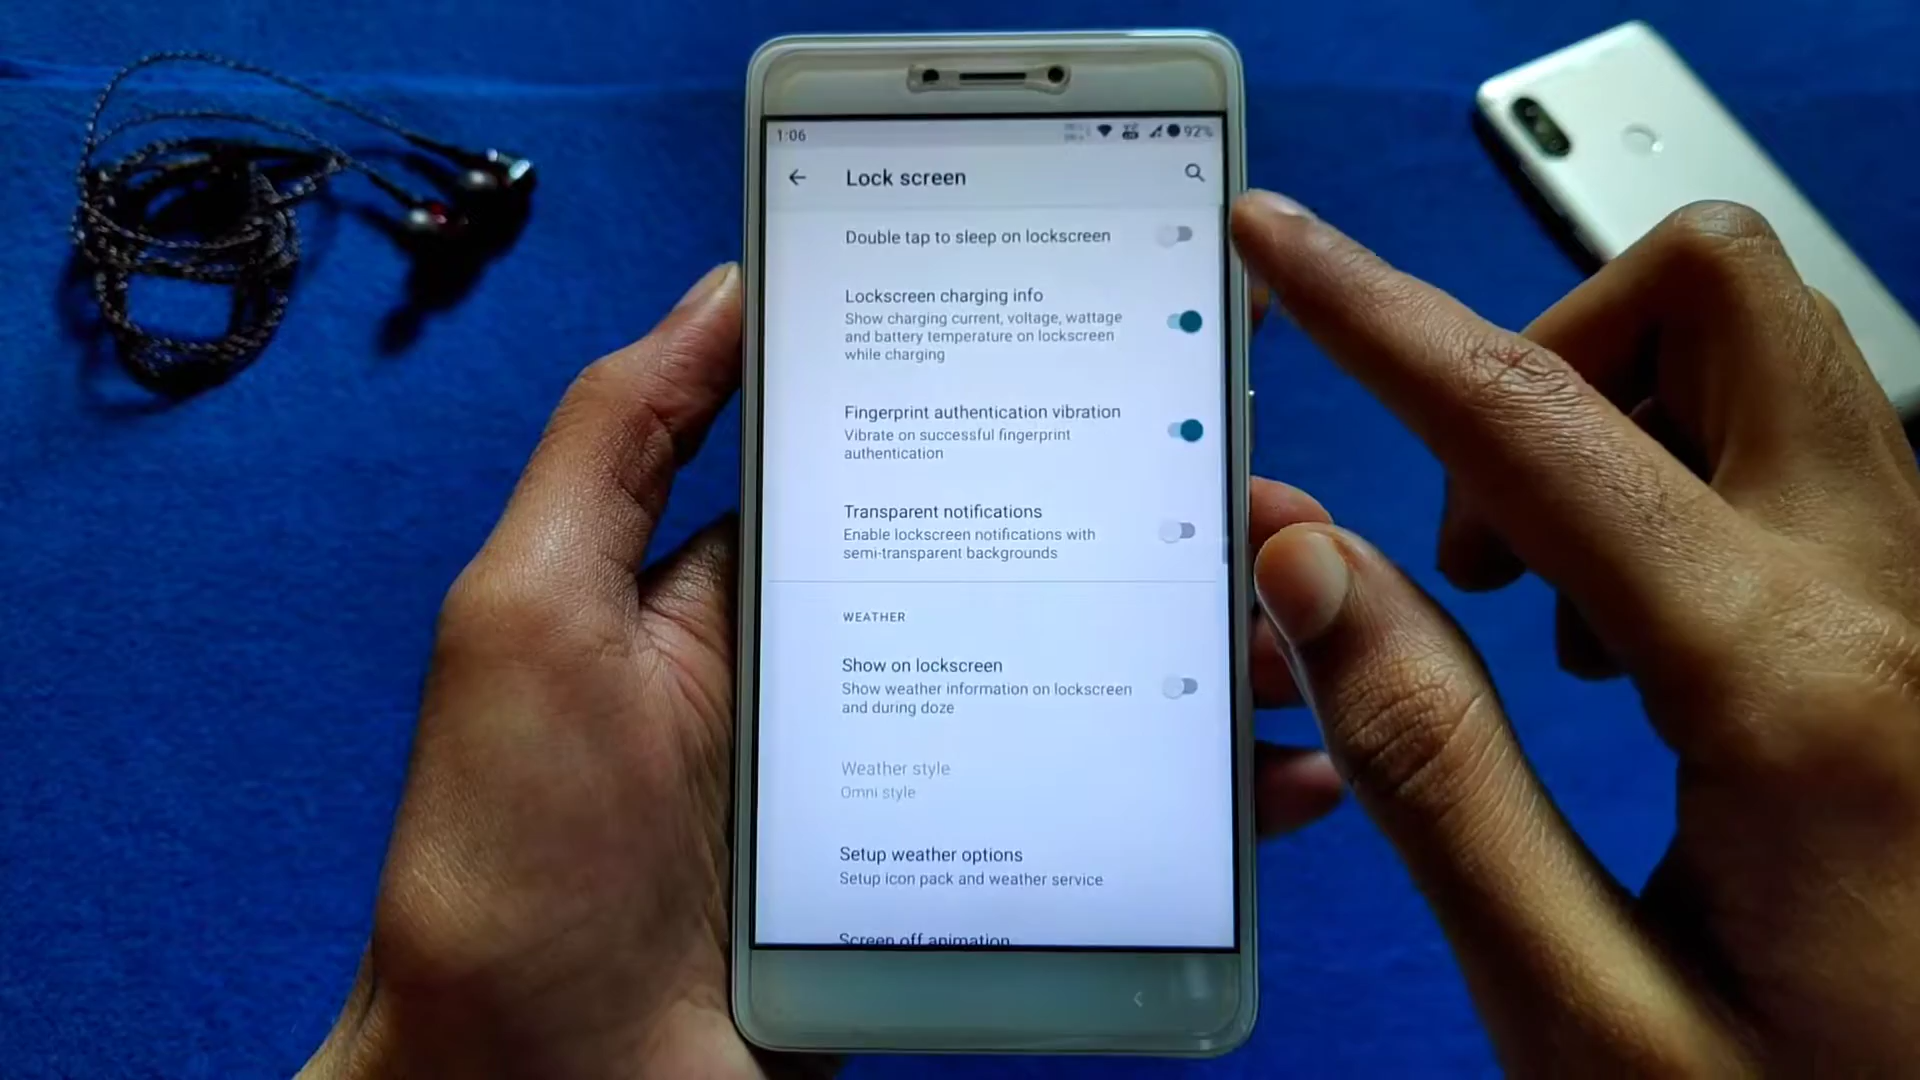 1:06
92%
Lock screen
Double tap to sleep on lockscreen
Lockscreen charging info
Show charging current, voltage, wattage
and battery temperature on lockscreen
while charging
Fingerprint authentication vibration
Vibrate on successful fingerprint
authentication
Transparent notifications
Enable lockscreen notifications with
semi-transparent backgrounds
WEATHER
Show on lockscreen
Show weather information on lockscreen
and during doze
Weather style
Omni style
Setup weather options
Setup icon pack and weather service
Screen off animation